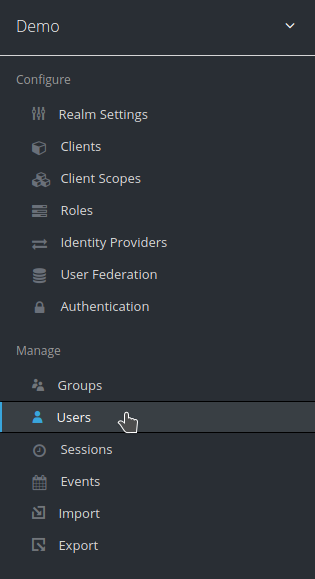 Demo
Configure
Realm Settings
Clients
Client Scopes
Roles
Identity Providers
User Federation
Authentication
Manage
Groups
Users
Sessions
Events
Import
Export